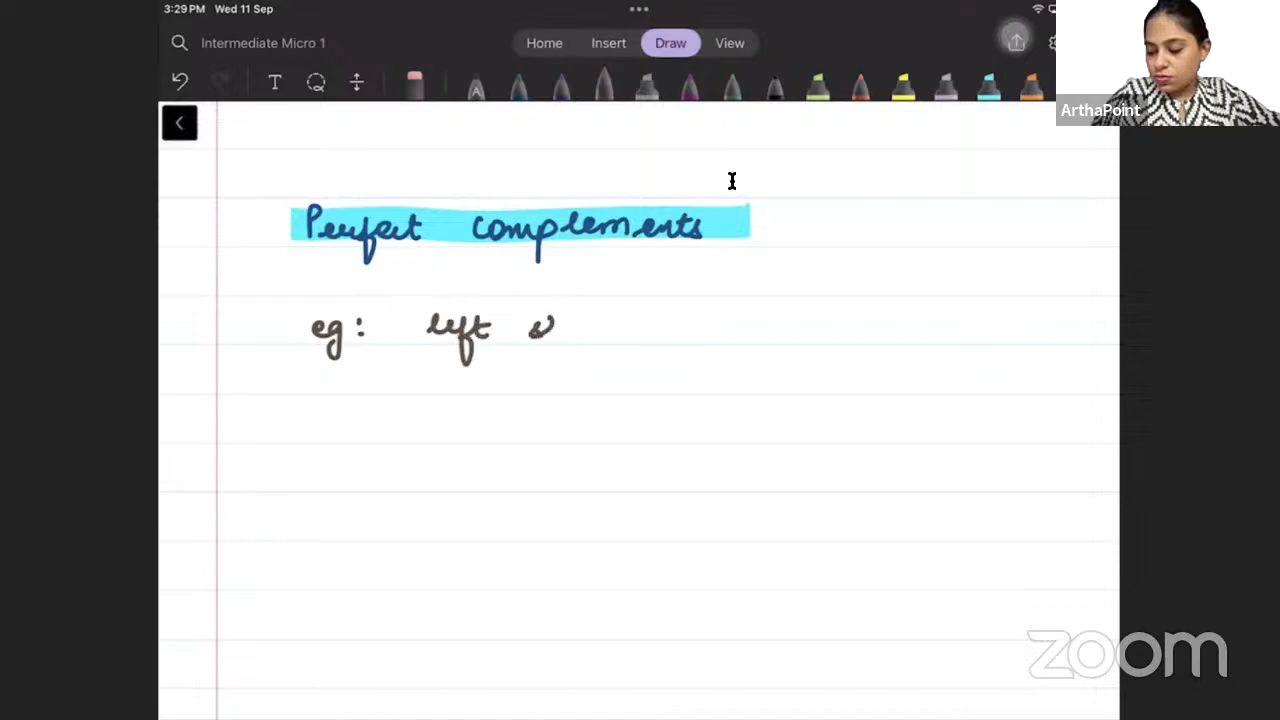 3:29 PM Wed 11 Sep
Intermediate Micro 1
Home Insert Draw View
T
A
ArthaPoint
Perfect complements
eg: left
zoom